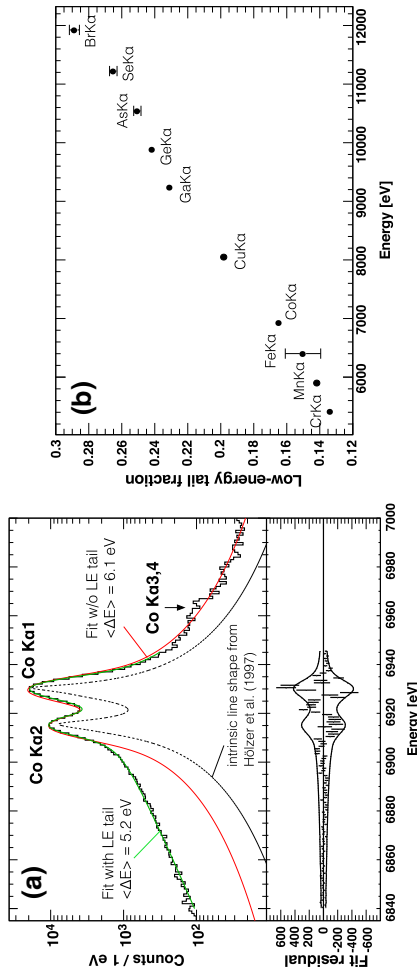 (a)
Co Kα1
Co Kα2
Fit w/o LE tail
<ΔE> = 6.1 eV
Fit with LE tail
<ΔE> = 5.2 eV
Co Kα3,4
intrinsic line shape from
Hölzer et al. (1997)
Counts / 1 eV
10⁴
10³
10²
Fit residual
600
400
200
0
-200
-400
-600
6840 6860 6880 6900 6920 6940 6960 6980 7000
Energy [eV]
(b)
Low-energy tail fraction
0.3
0.28
0.26
0.24
0.22
0.2
0.18
0.16
0.14
0.12
BrKα
SeKα
AsKα
GeKα
GaKα
CuKα
CoKα
FeKα
MnKα
CrKα
6000 7000 8000 9000 10000 11000 12000
Energy [eV]